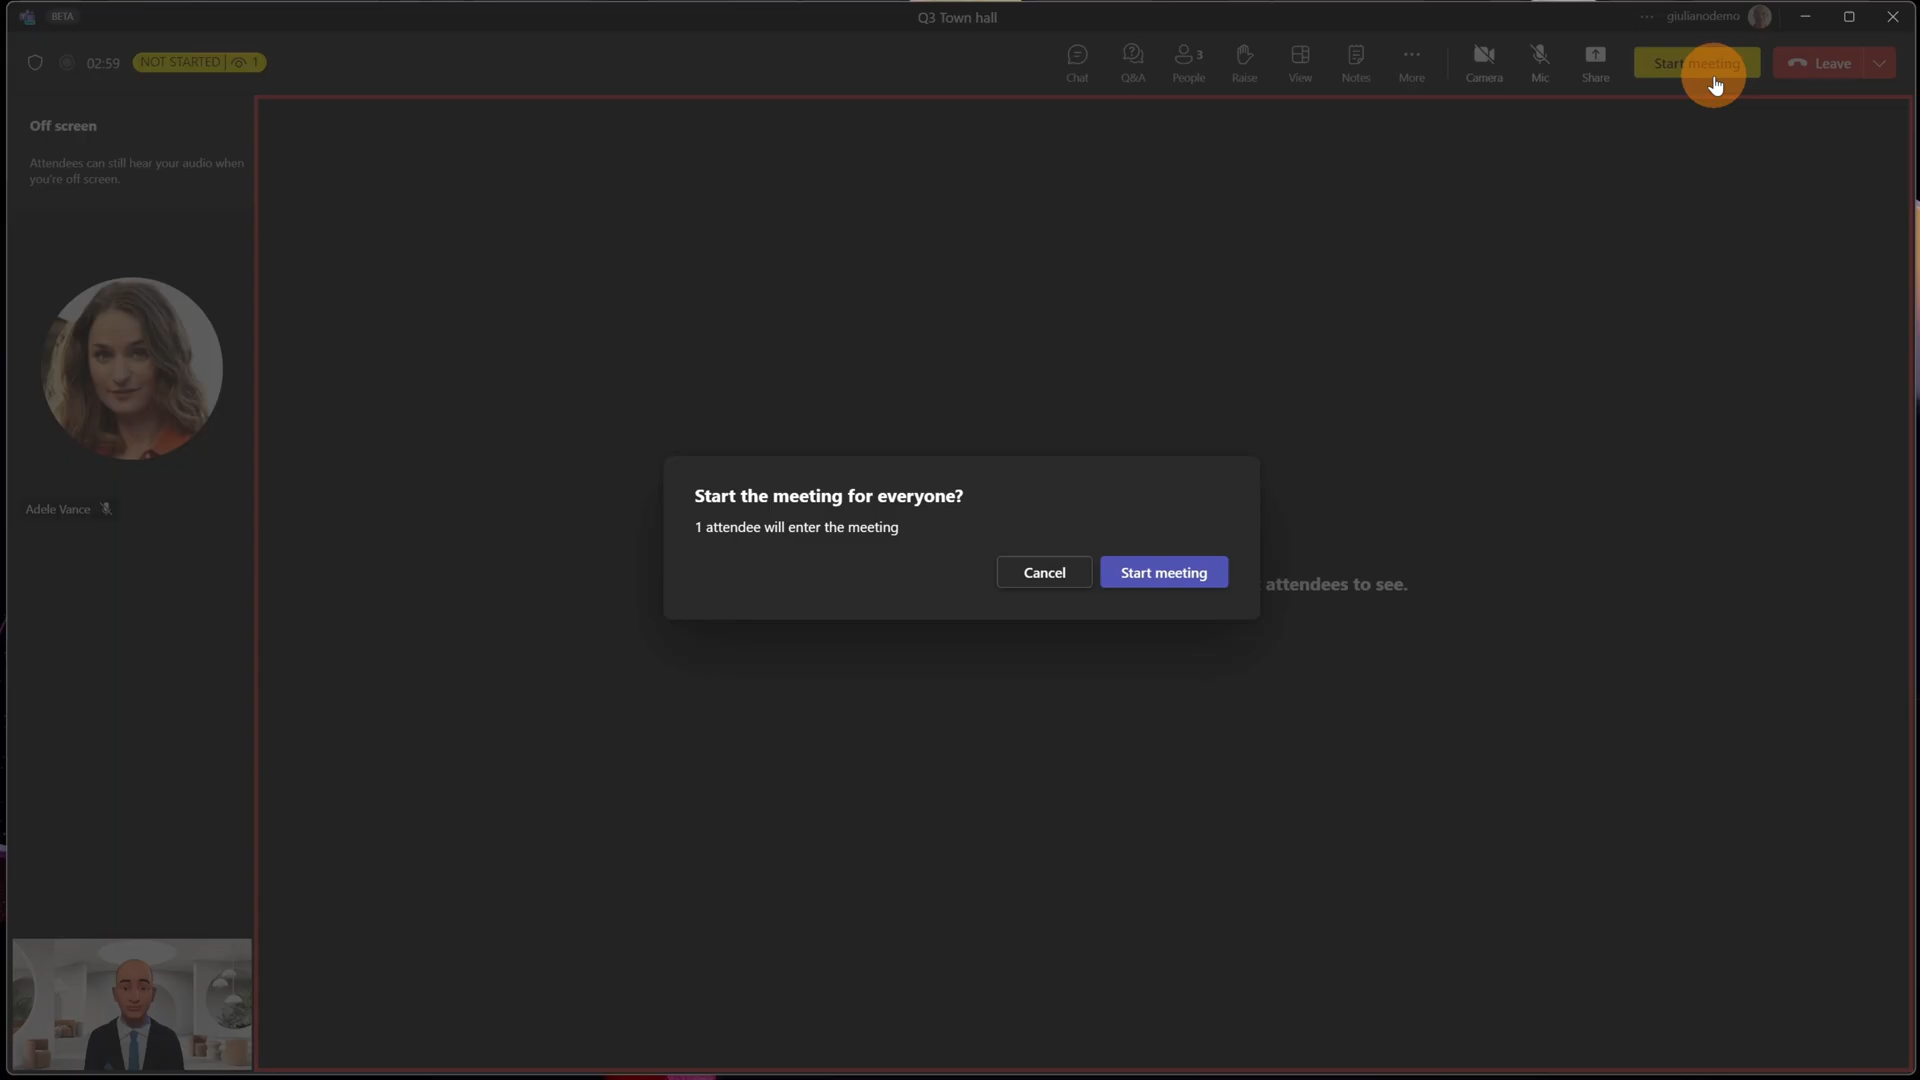 BETA
Q3 Town hall
giulianodemo
02:59
NOT STARTED
1
Chat
Q&A
3
People
Raise
View
Notes
More
Camera
Mic
Share
Start meeting
Leave
Off screen
Attendees can still hear your audio when
you're off screen.
Adele Vance
Start the meeting for everyone?
1 attendee will enter the meeting
Cancel
Start meeting
attendees to see.